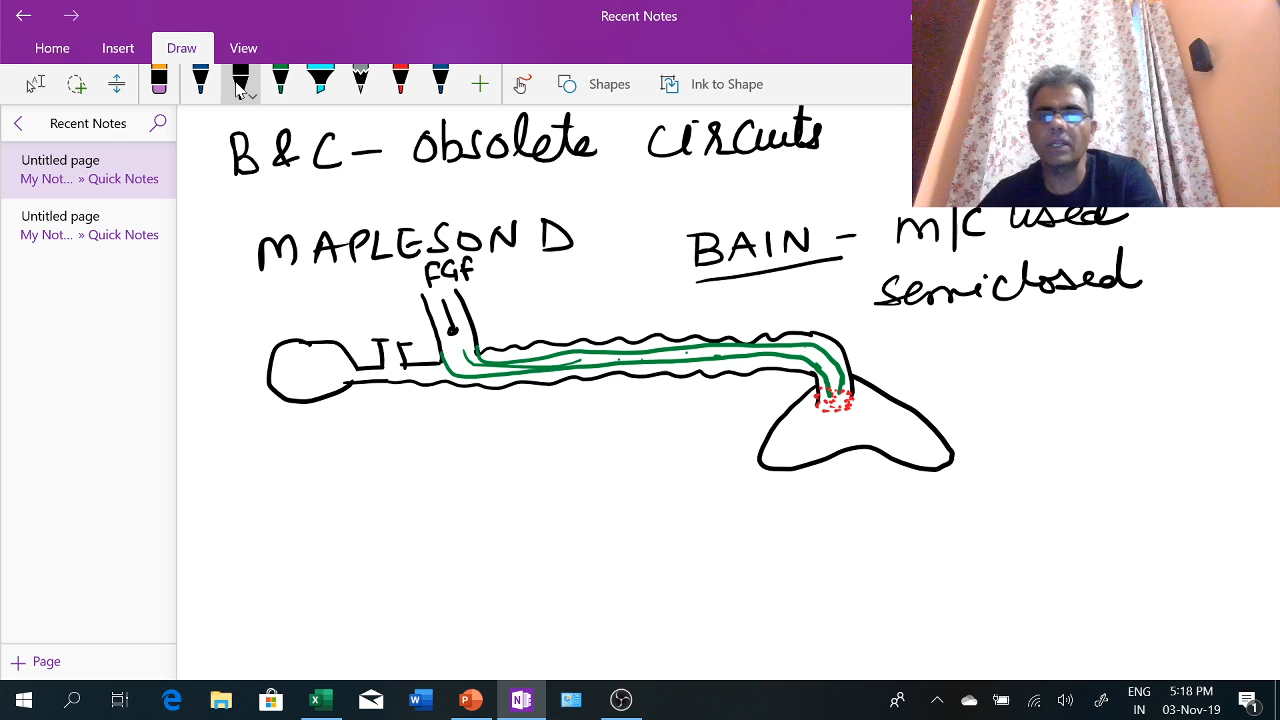 Recent Notes
Home Insert Draw View
Shapes Ink to Shape
Recent Notes
Untitled page
My Not... » Quick Notes
Untitled page
My Not... » Quick Notes
B & C - obsolete circuits
MAPLESON D
BAIN - M/C used
semiclosed
FGF
Page
ENG
IN
5:18 PM
03-Nov-19
1